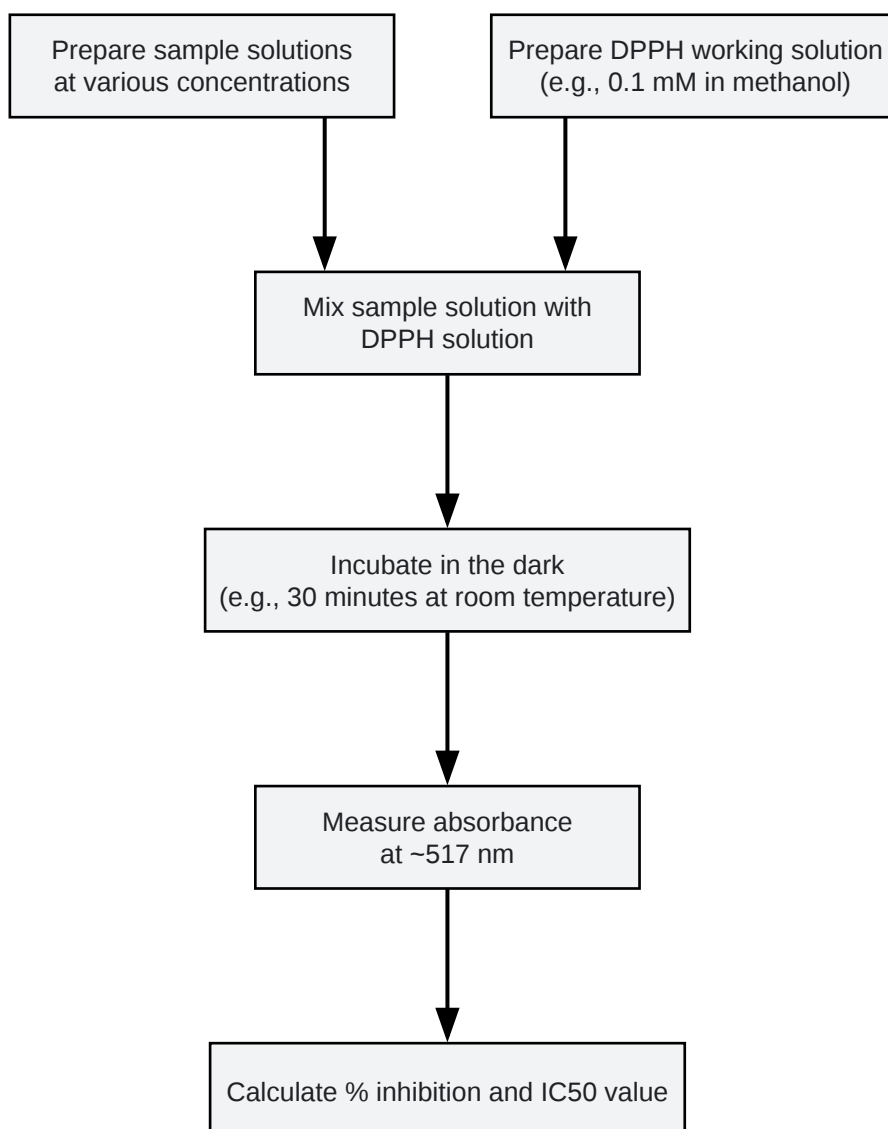 Prepare sample solutions
at various concentrations
Prepare DPPH working solution
(e.g., 0.1 mM in methanol)
Mix sample solution with
DPPH solution
Incubate in the dark
(e.g., 30 minutes at room temperature)
Measure absorbance
at ~517 nm
Calculate % inhibition and IC50 value